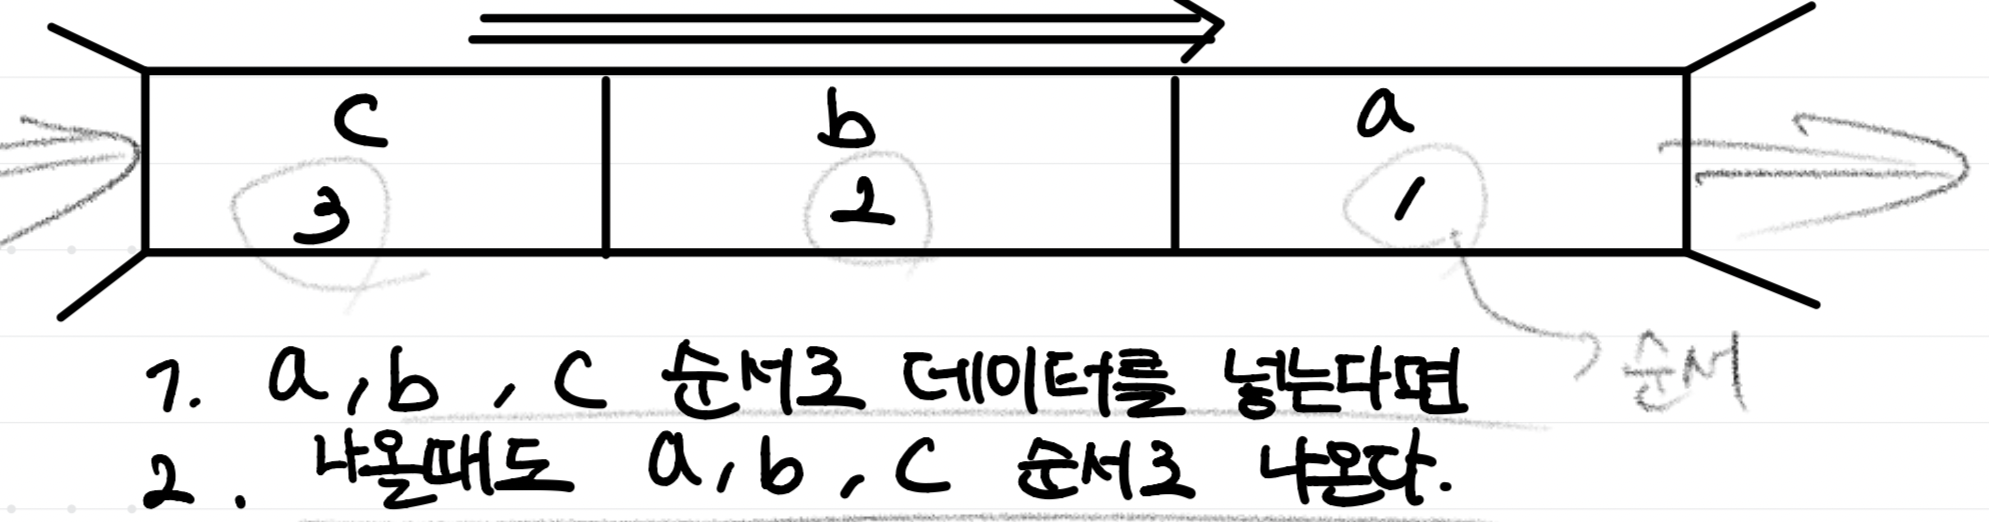 c b a
3 2 1
순서
1. a, b, c 순서로 데이터를 넣는다면
2. 나올때도 a, b, c 순서로 나온다.